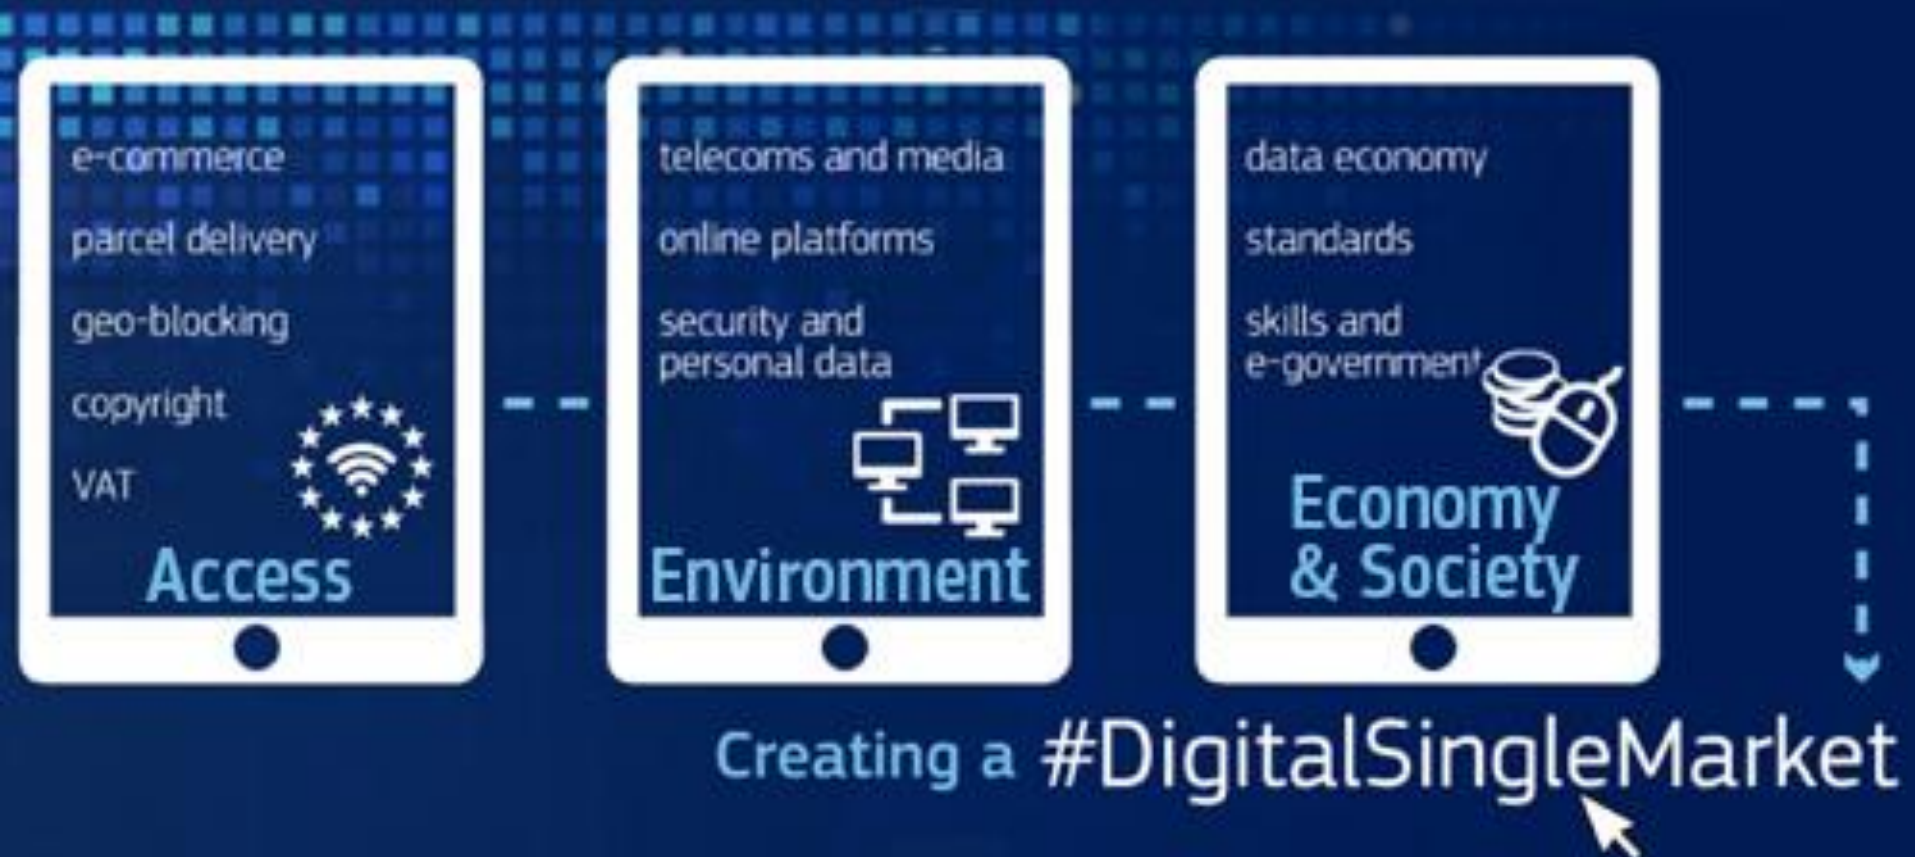 e-commerce
parcel delivery
geo-blocking
copyright
VAT
Access
telecoms and media
online platforms
security and
personal data
Environment
data economy
standards
skills and
e-government
Economy
& Society
Creating a #DigitalSingleMarket